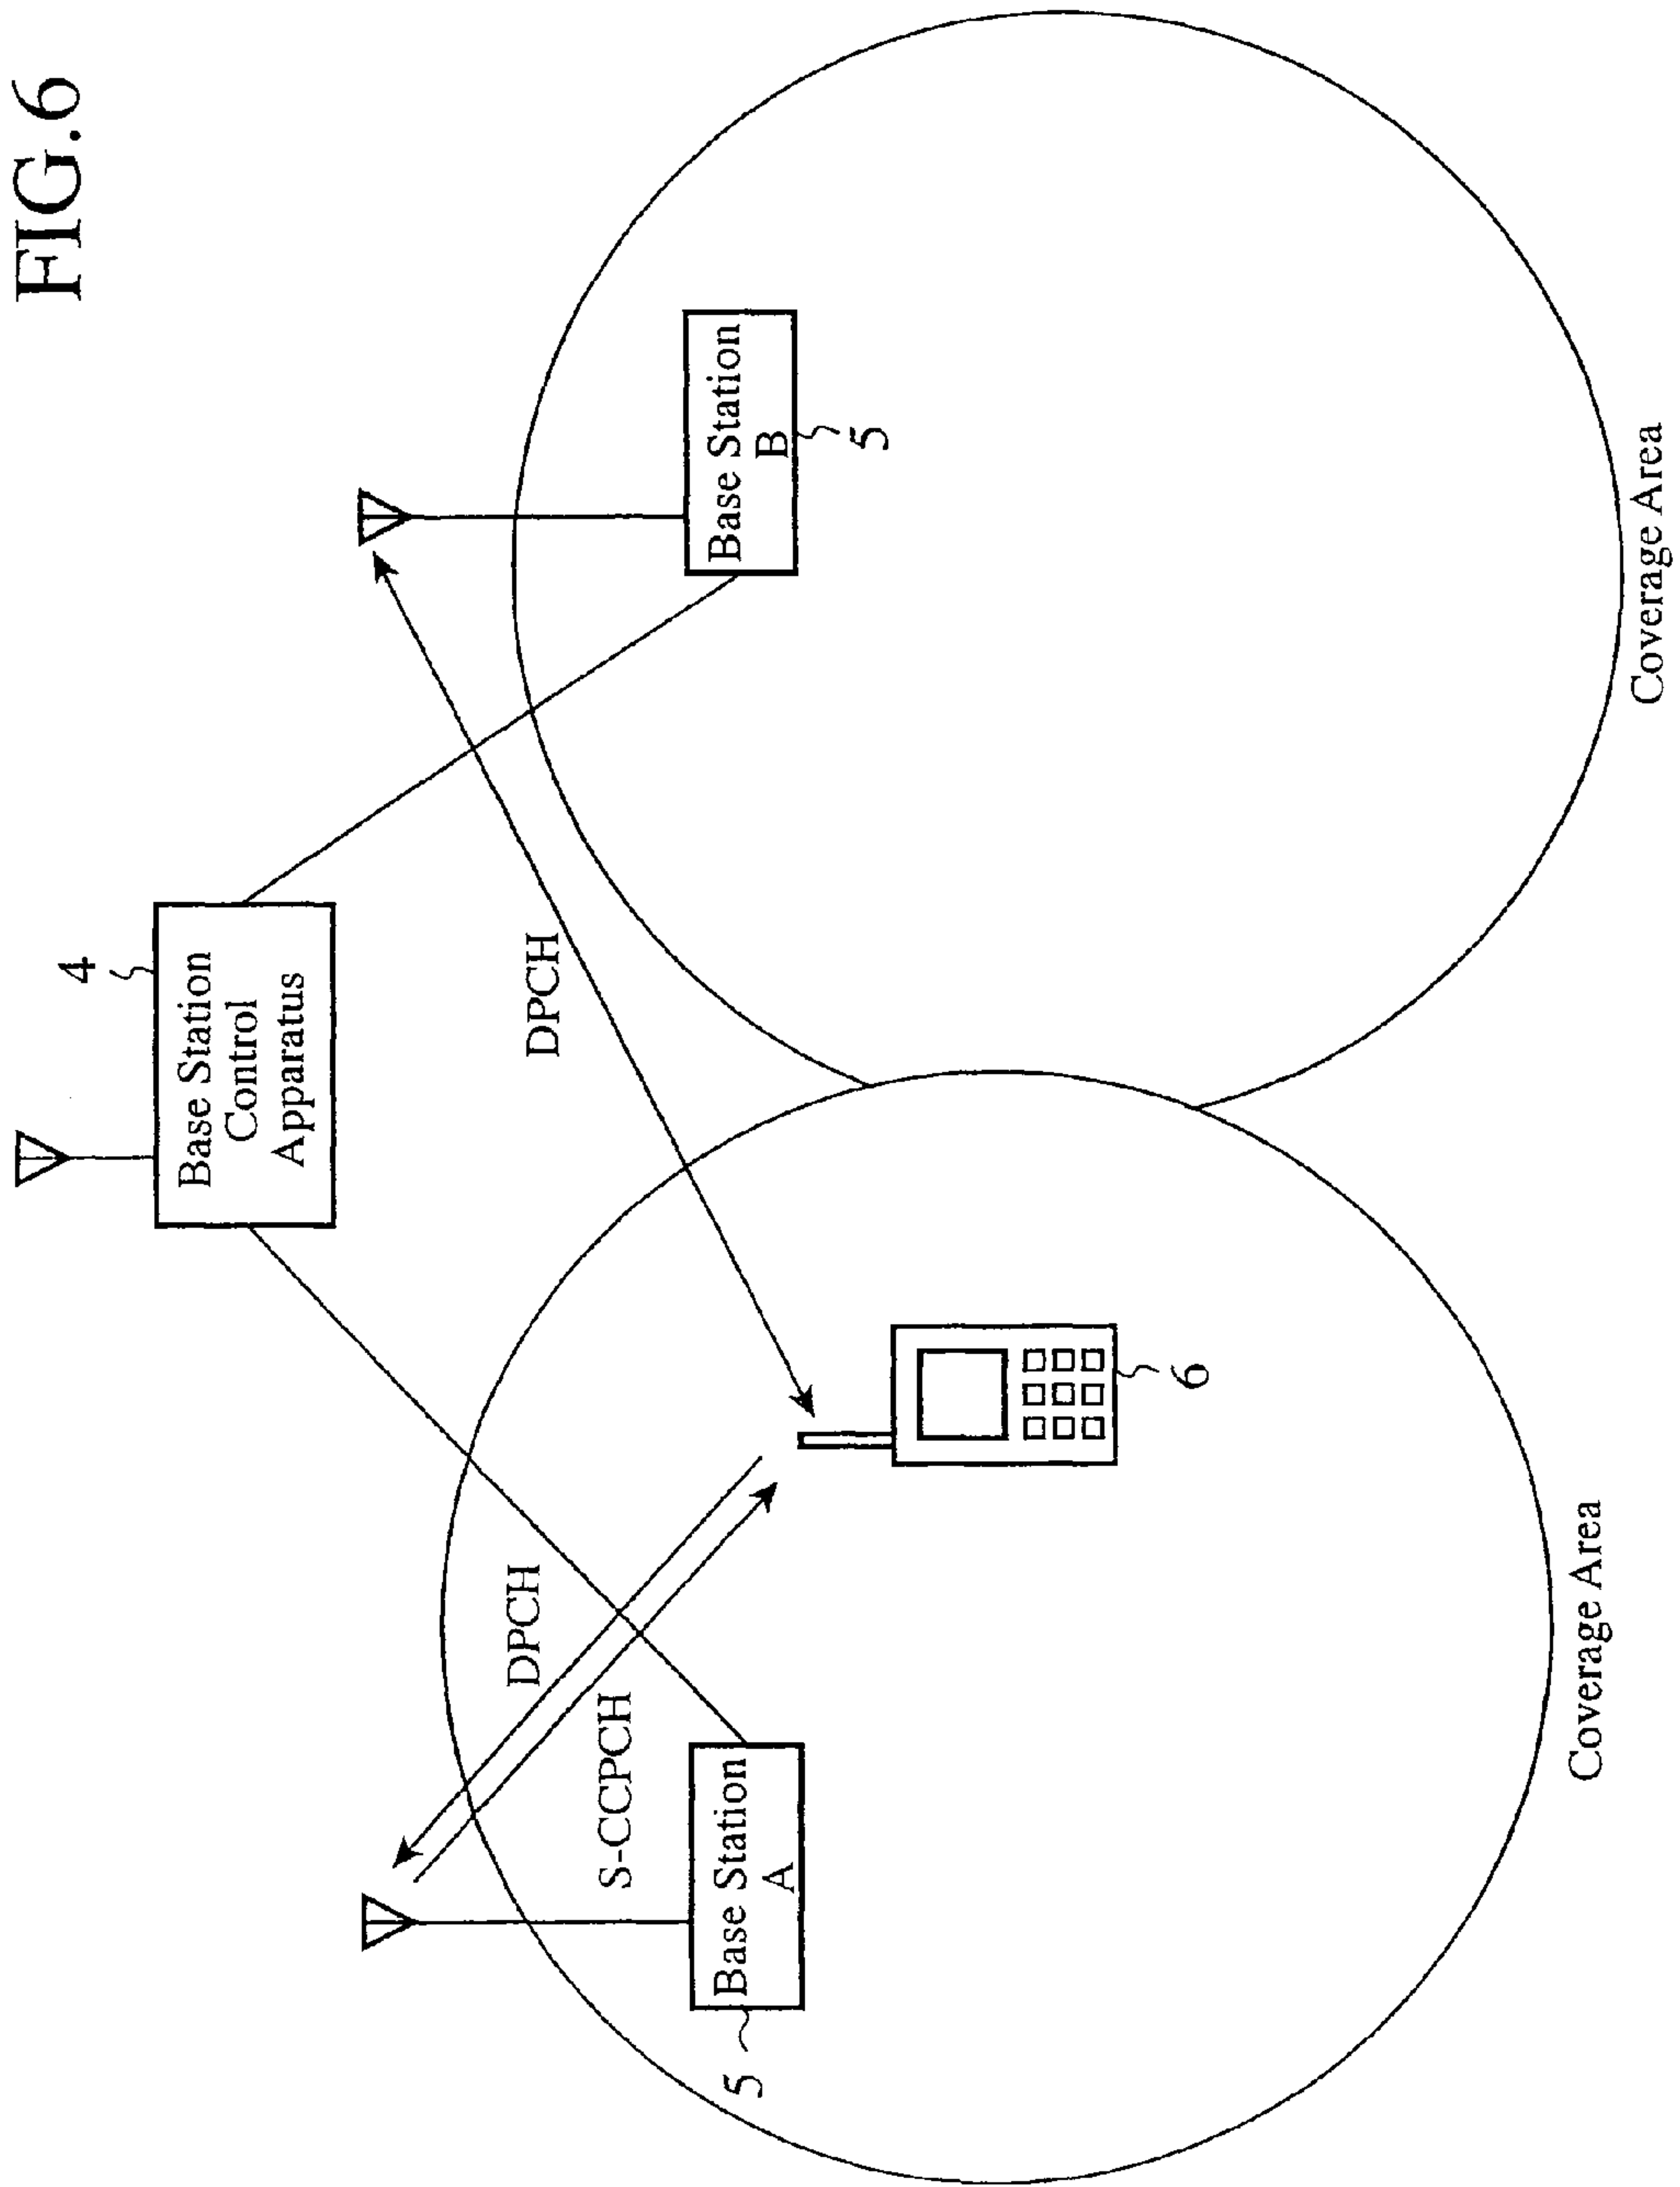 FIG.6
4
Base Station
Control
Apparatus
DPCH
DPCH
S-CCPCH
Base Station
A
5
Base Station
B
5
6
Coverage Area
Coverage Area